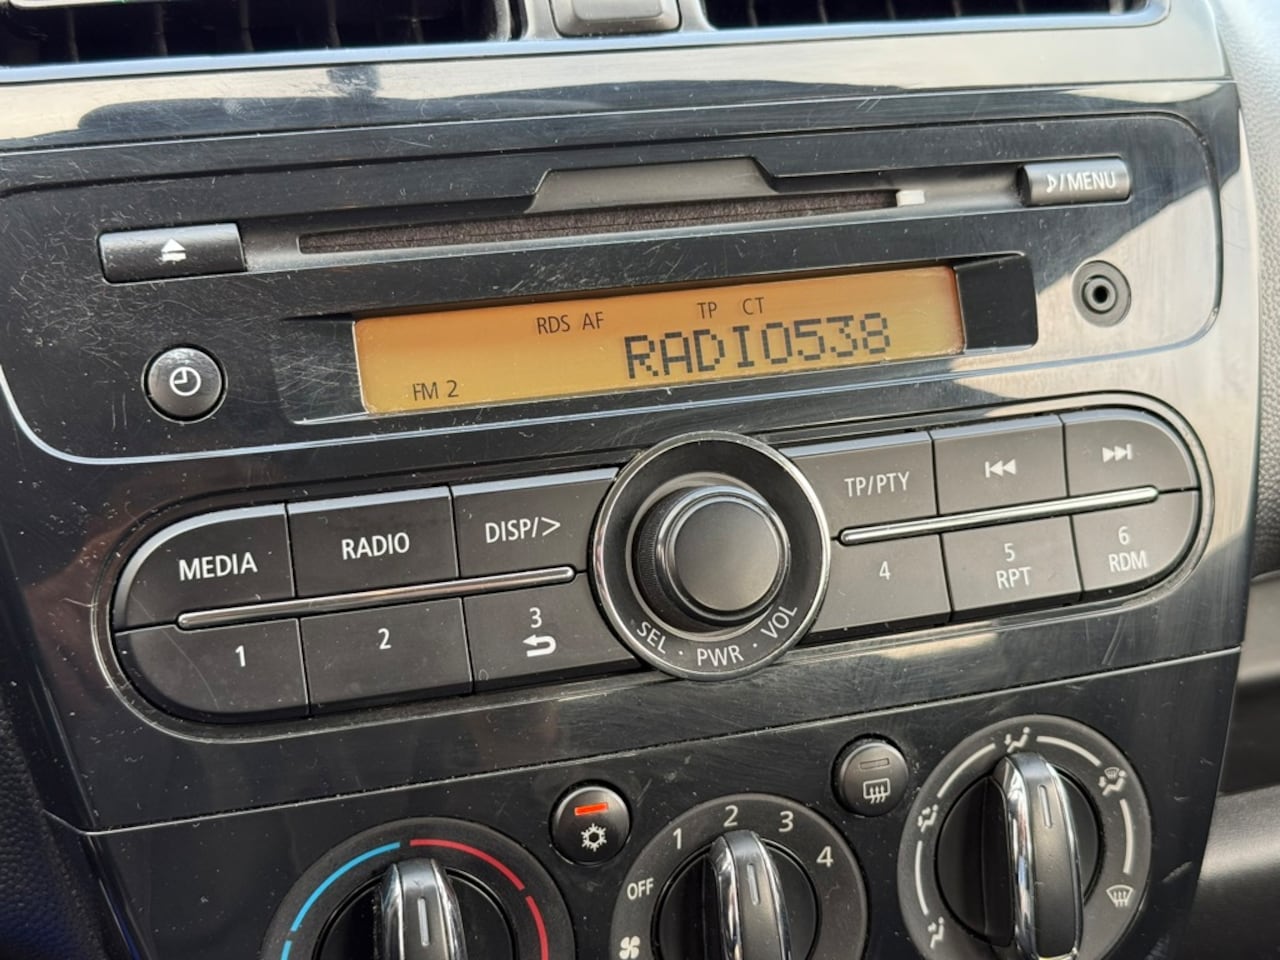 /MENU
RDS AF TP CT
RADIO538
FM 2
MEDIA
RADIO
DISP/>
TP/PTY
1
2
3
4
5
RPT
6
RDM
SEL · PWR · VOL
OFF 1 2 3 4